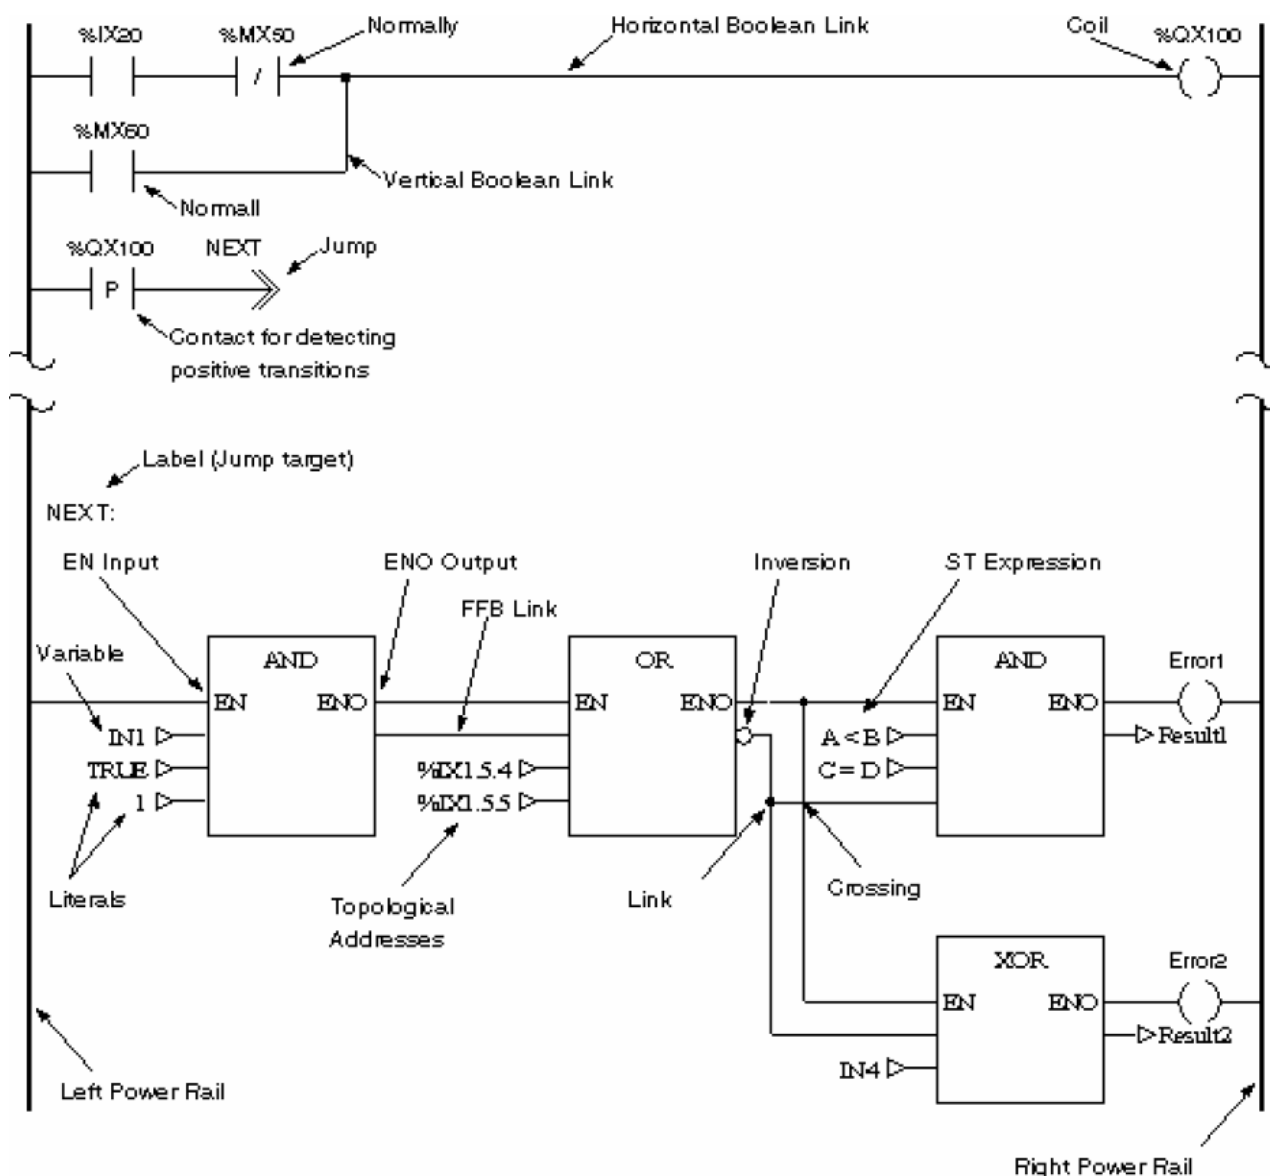 %IX20
%MX50
Normally
Horizontal Boolean Link
Coil
%QX100
/
%MX60
Vertical Boolean Link
Normall
%QX100
NEXT
Jump
P
Contact for detecting
positive transitions
Label (Jump target)
NEXT:
EN Input
ENO Output
Inversion
ST Expression
FFB Link
Variable
AND
OR
AND
Error1
EN
ENO
EN
ENO
EN
ENO
IN1
A < B
Result1
TRUE
%IX1.5.4
C = D
1
%IX1.5.5
Literals
Topological
Addresses
Link
Crossing
XOR
Error2
EN
ENO
Result2
IN4
Left Power Rail
Right Power Rail